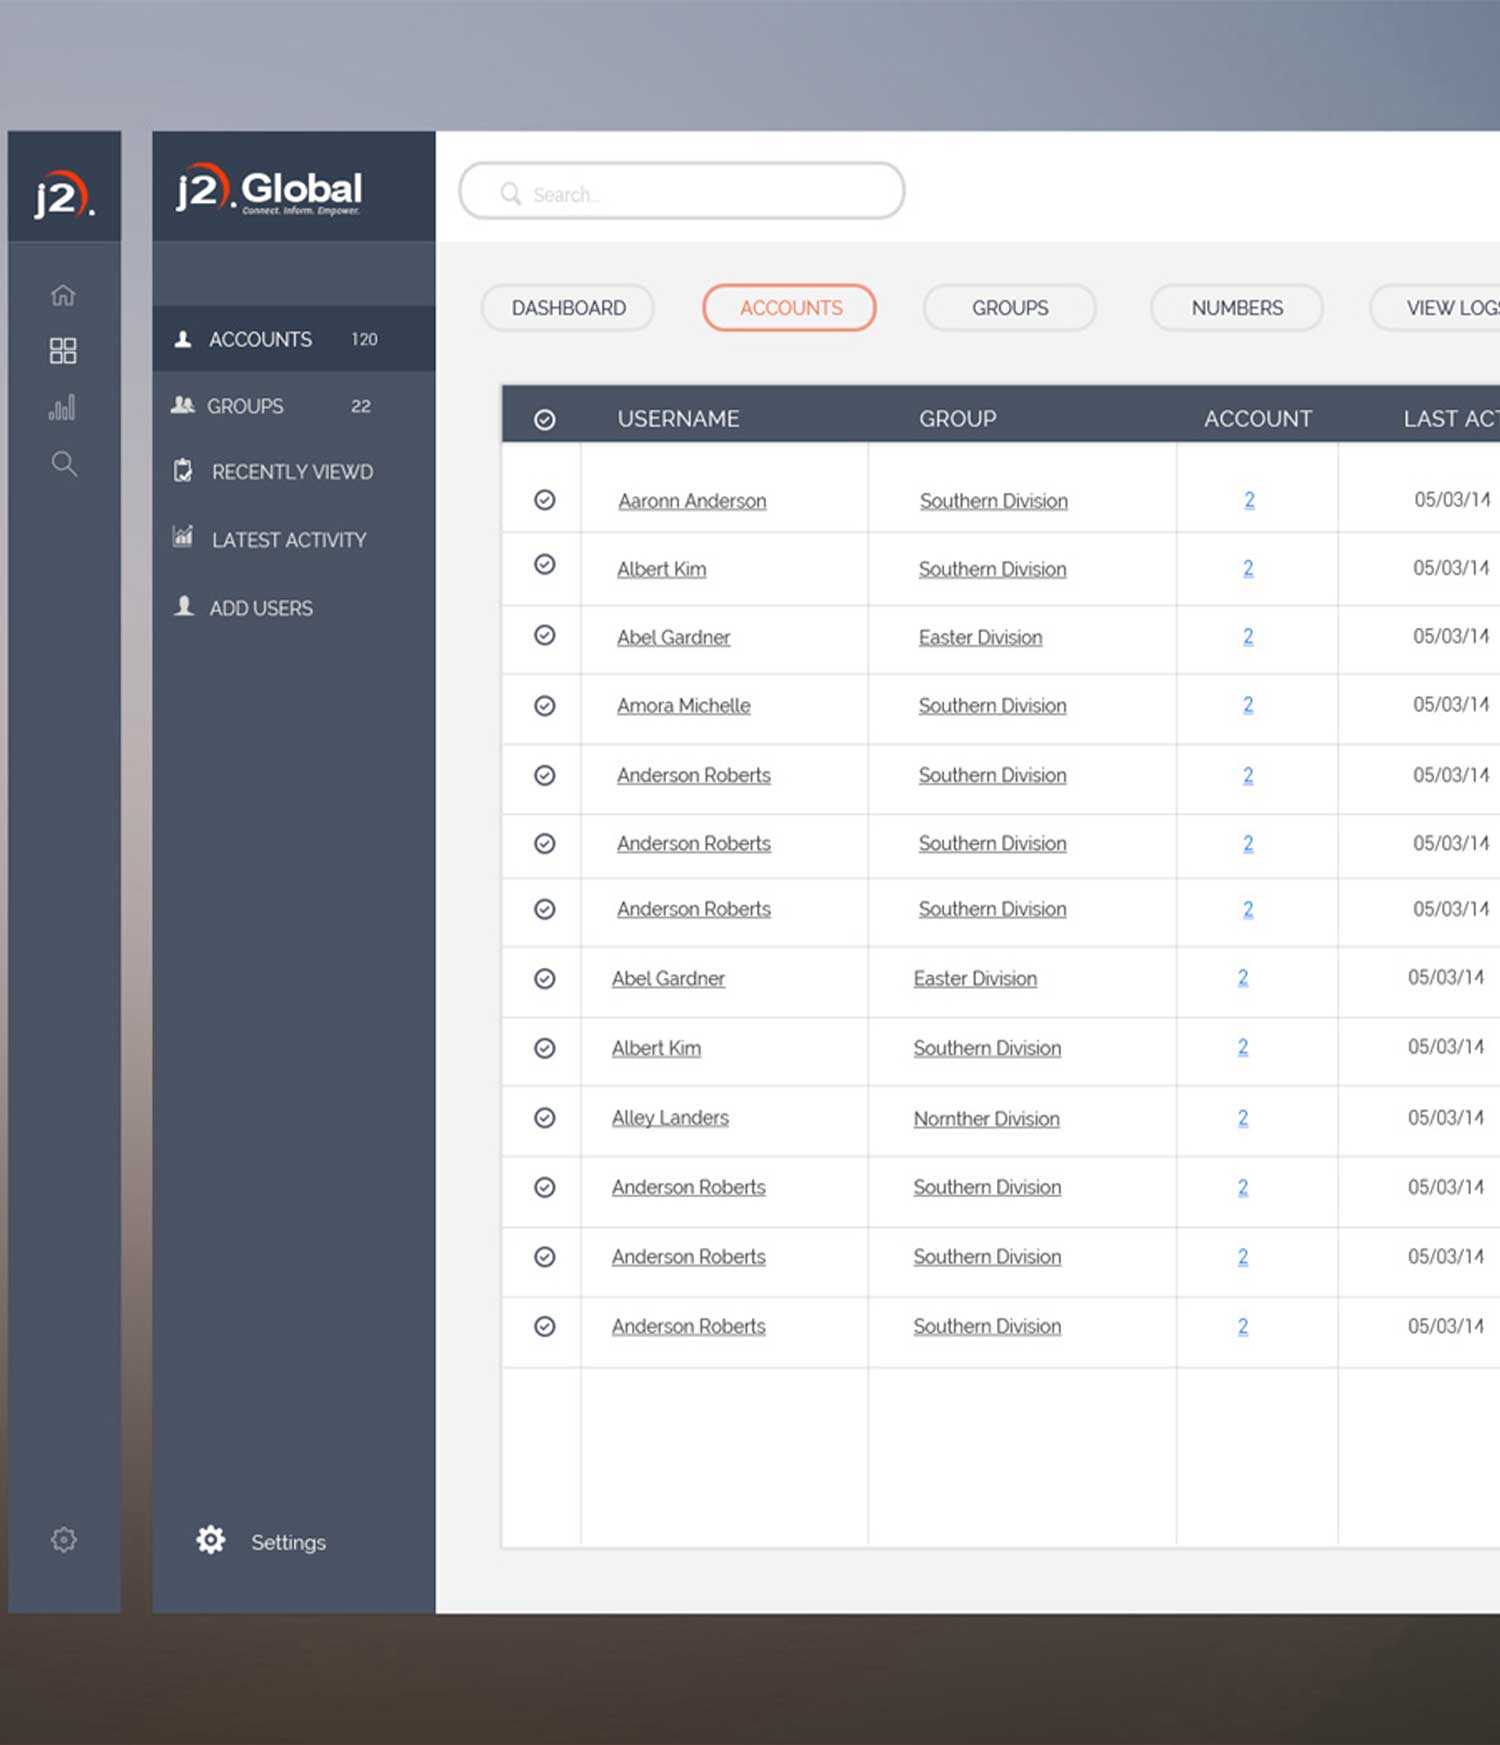 j2.
j2. Global
Connect. Inform. Empower.
Search...
ACCOUNTS 120
GROUPS 22
RECENTLY VIEWD
LATEST ACTIVITY
ADD USERS
Settings
DASHBOARD ACCOUNTS GROUPS NUMBERS VIEW LOGS
USERNAME GROUP ACCOUNT LAST ACT
Aaronn Anderson Southern Division 2 05/03/14
Albert Kim Southern Division 2 05/03/14
Abel Gardner Easter Division 2 05/03/14
Amora Michelle Southern Division 2 05/03/14
Anderson Roberts Southern Division 2 05/03/14
Anderson Roberts Southern Division 2 05/03/14
Anderson Roberts Southern Division 2 05/03/14
Abel Gardner Easter Division 2 05/03/14
Albert Kim Southern Division 2 05/03/14
Alley Landers Nornther Division 2 05/03/14
Anderson Roberts Southern Division 2 05/03/14
Anderson Roberts Southern Division 2 05/03/14
Anderson Roberts Southern Division 2 05/03/14